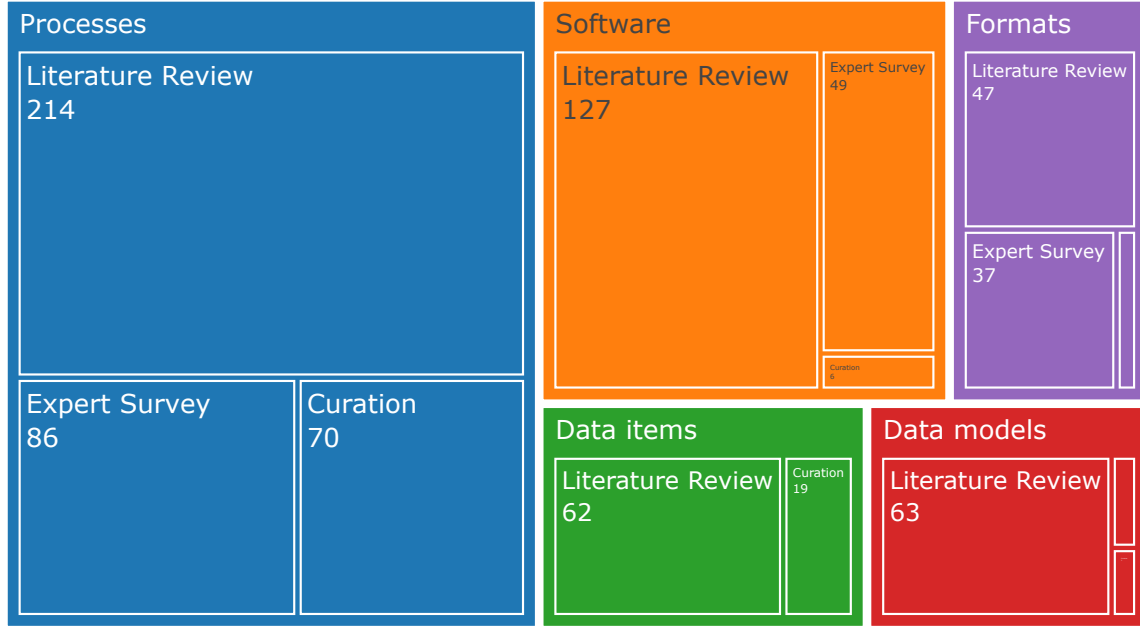 Processes
Literature Review
214
Expert Survey
86
Curation
70
Software
Literature Review
127
Expert Survey
49
Curation
6
Formats
Literature Review
47
Expert Survey
37
Data items
Literature Review
62
Curation
19
Data models
Literature Review
63